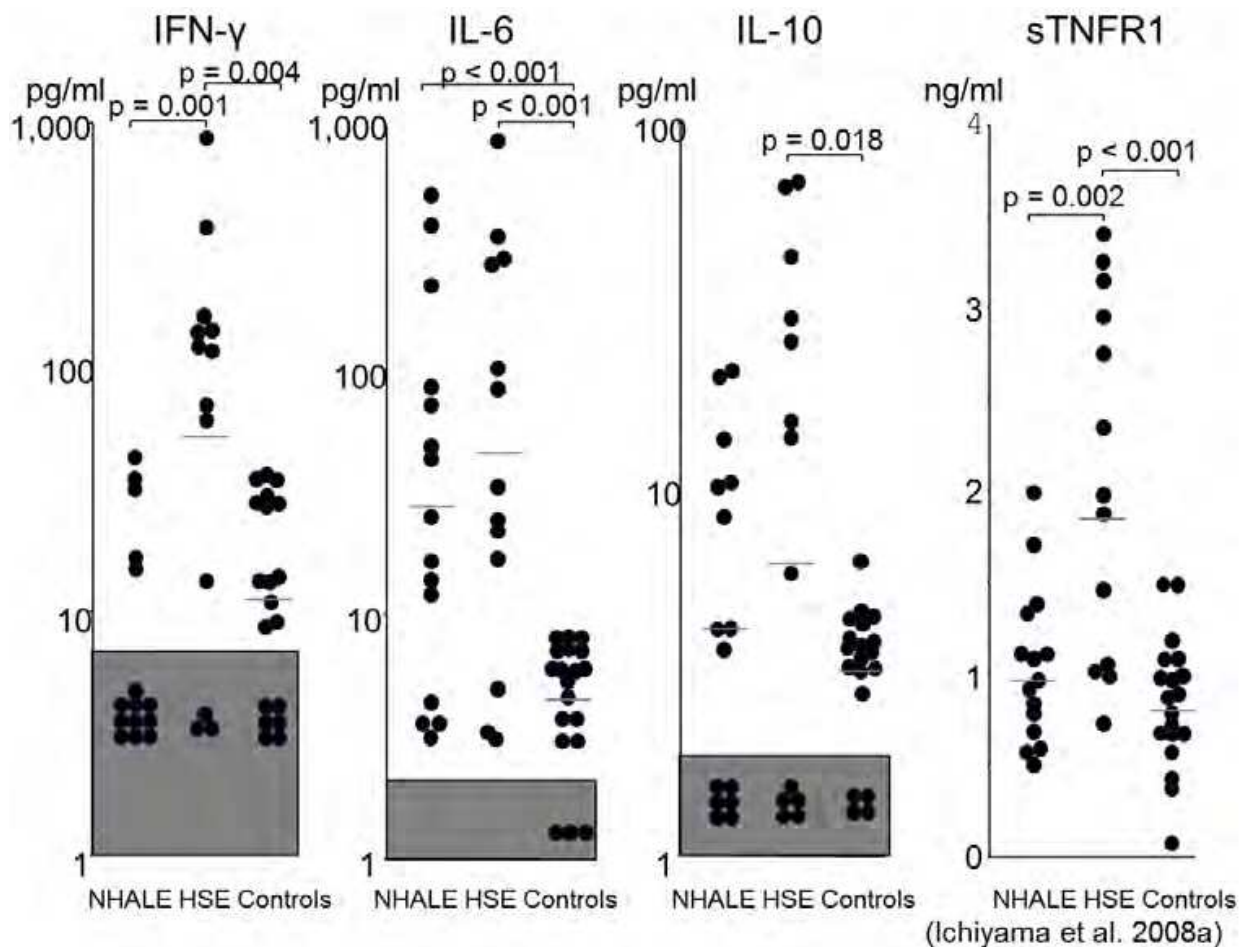 IFN-γ IL-6 IL-10 sTNFR1
p = 0.004 p < 0.001
pg/ml pg/ml pg/ml ng/ml
p = 0.001 p < 0.001
1,000 1,000 100 4
p = 0.018 p < 0.001
p = 0.002
3
100 100
10 2
10 10
1
1 1 1 0
NHALE HSE Controls NHALE HSE Controls NHALE HSE Controls NHALE HSE Controls
(Ichiyama et al. 2008a)